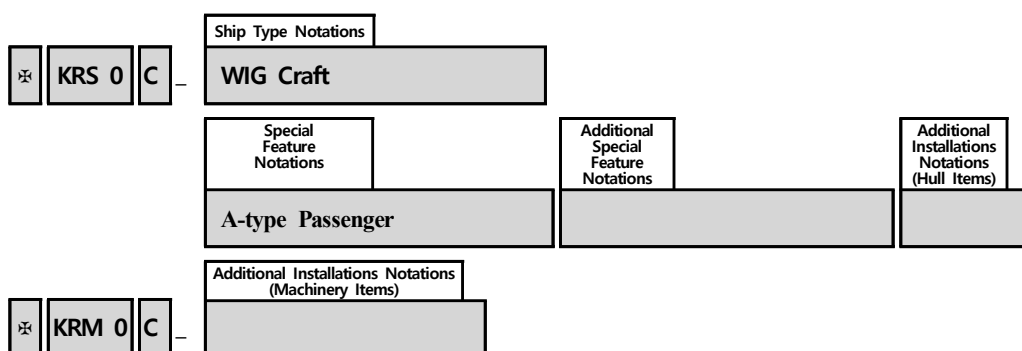 Ship Type Notations
✠ KRS 0 C _ WIG Craft
Special
Feature
Notations
Additional
Special
Feature
Notations
Additional
Installations
Notations
(Hull Items)
A-type Passenger
Additional Installations Notations
(Machinery Items)
✠ KRM 0 C _